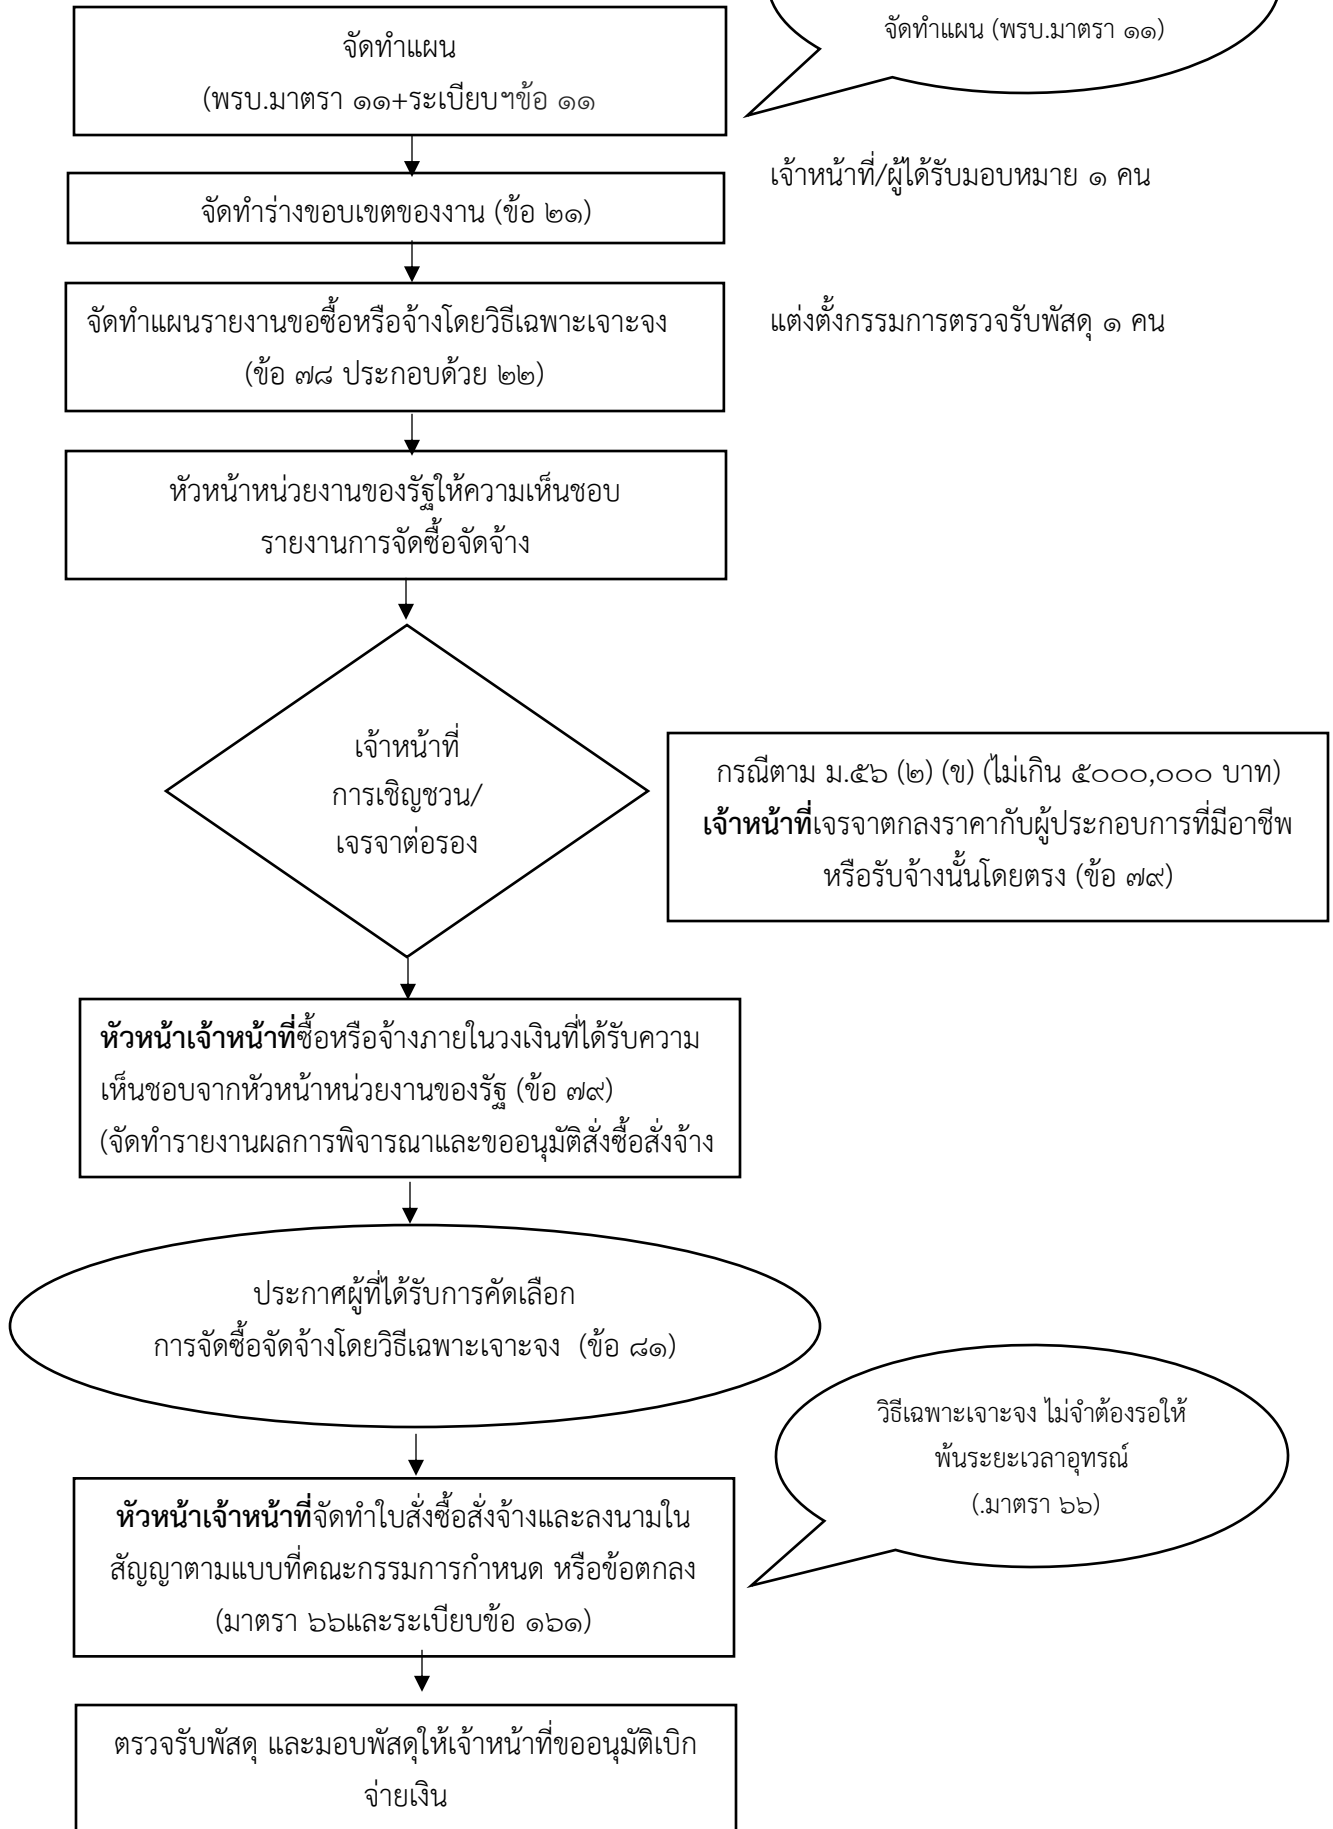 จัดทำแผน (พรบ.มาตรา ๑๑)
จัดทำแผน
(พรบ.มาตรา ๑๑+ระเบียบฯข้อ ๑๑
เจ้าหน้าที่/ผู้ได้รับมอบหมาย ๑ คน
จัดทำร่างขอบเขตของงาน (ข้อ ๒๑)
จัดทำแผนรายงานขอซื้อหรือจ้างโดยวิธีเฉพาะเจาะจง
(ข้อ ๗๘ ประกอบด้วย ๒๒)
แต่งตั้งกรรมการตรวจรับพัสดุ ๑ คน
หัวหน้าหน่วยงานของรัฐให้ความเห็นชอบ
รายงานการจัดซื้อจัดจ้าง
เจ้าหน้าที่
การเชิญชวน/
เจรจาต่อรอง
กรณีตาม ม.๕๖ (๒) (ข) (ไม่เกิน ๕๐๐๐,๐๐๐ บาท)
เจ้าหน้าที่เจรจาตกลงราคากับผู้ประกอบการที่มีอาชีพ
หรือรับจ้างนั้นโดยตรง (ข้อ ๗๙)
หัวหน้าเจ้าหน้าที่ซื้อหรือจ้างภายในวงเงินที่ได้รับความ
เห็นชอบจากหัวหน้าหน่วยงานของรัฐ (ข้อ ๗๙)
(จัดทำรายงานผลการพิจารณาและขออนุมัติสั่งซื้อสั่งจ้าง
ประกาศผู้ที่ได้รับการคัดเลือก
การจัดซื้อจัดจ้างโดยวิธีเฉพาะเจาะจง (ข้อ ๘๑)
วิธีเฉพาะเจาะจง ไม่จำต้องรอให้
พ้นระยะเวลาอุทรณ์
(.มาตรา ๖๖)
หัวหน้าเจ้าหน้าที่จัดทำใบสั่งซื้อสั่งจ้างและลงนามใน
สัญญาตามแบบที่คณะกรรมการกำหนด หรือข้อตกลง
(มาตรา ๖๖และระเบียบข้อ ๑๖๑)
ตรวจรับพัสดุ และมอบพัสดุให้เจ้าหน้าที่ขออนุมัติเบิก
จ่ายเงิน